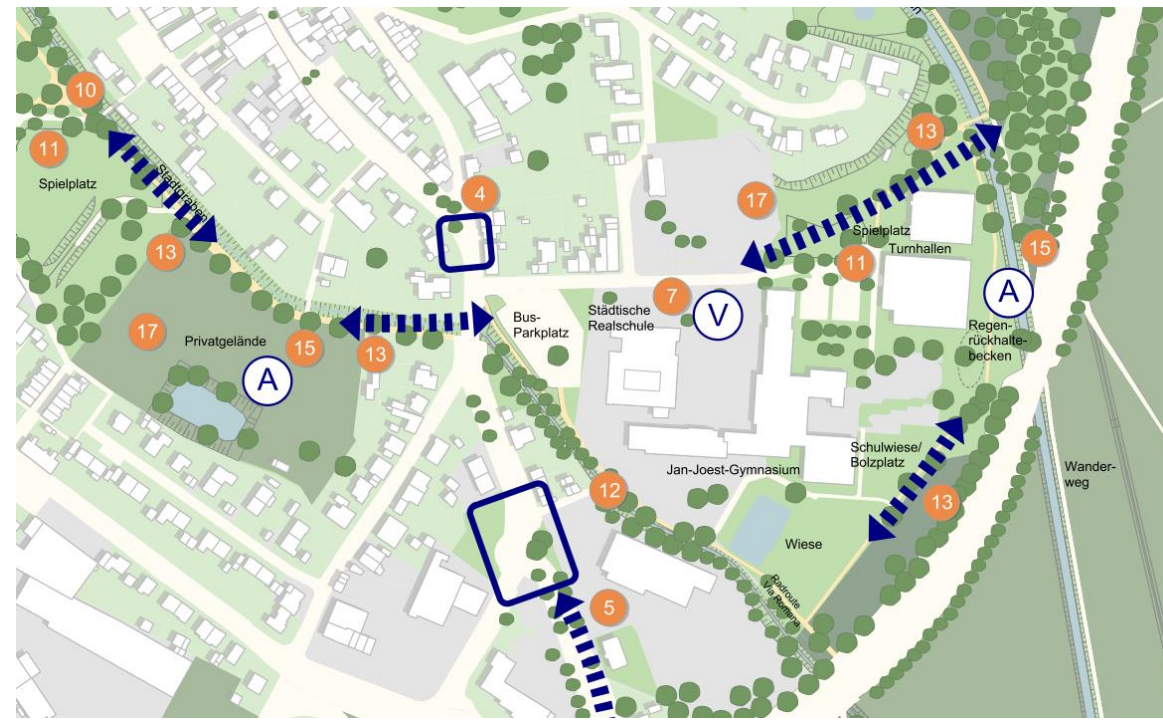 10
11
Spielplatz
Stadtgraben
13
17
Privatgelände
15
A
13
4
Bus-
Parkplatz
7
V
Städtische
Realschule
17
13
Spielplatz
Turnhallen
11
15
A
Regen-
rückhalte-
becken
Schulwiese/
Bolzplatz
Jan-Joest-Gymnasium
12
13
Wander-
weg
Wiese
Radroute
Via Romana
5